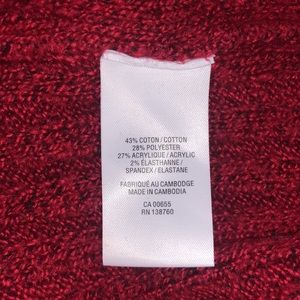 43% COTON / COTTON
28% POLYESTER
27% ACRYLIQUE / ACRYLIC
2% ÉLASTHANNE /
SPANDEX / ELASTANE
FABRIQUÉ AU CAMBODGE
MADE IN CAMBODIA
CA 00655
RN 138760